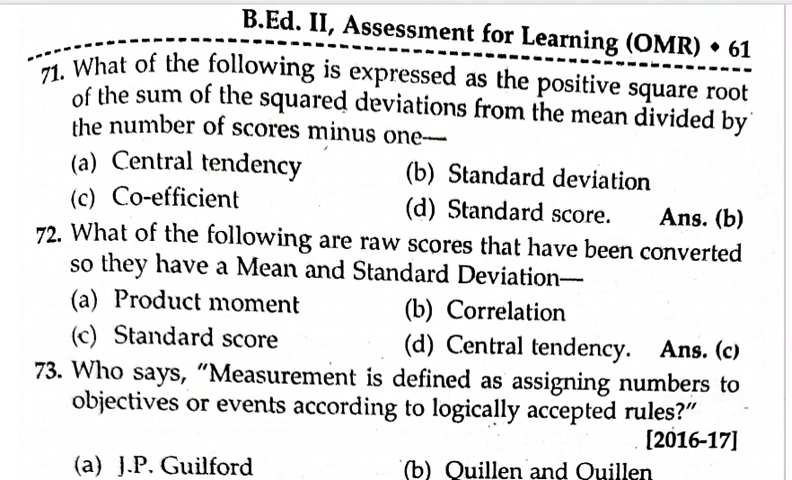 B.Ed. II, Assessment for Learning (OMR) • 61
71. What of the following is expressed as the positive square root
of the sum of the squared deviations from the mean divided by
the number of scores minus one—
(a) Central tendency (b) Standard deviation
(c) Co-efficient (d) Standard score. Ans. (b)
72. What of the following are raw scores that have been converted
so they have a Mean and Standard Deviation—
(a) Product moment (b) Correlation
(c) Standard score (d) Central tendency. Ans. (c)
73. Who says, "Measurement is defined as assigning numbers to
objectives or events according to logically accepted rules?"
[2016-17]
(a) J.P. Guilford (b) Quillen and Quillen